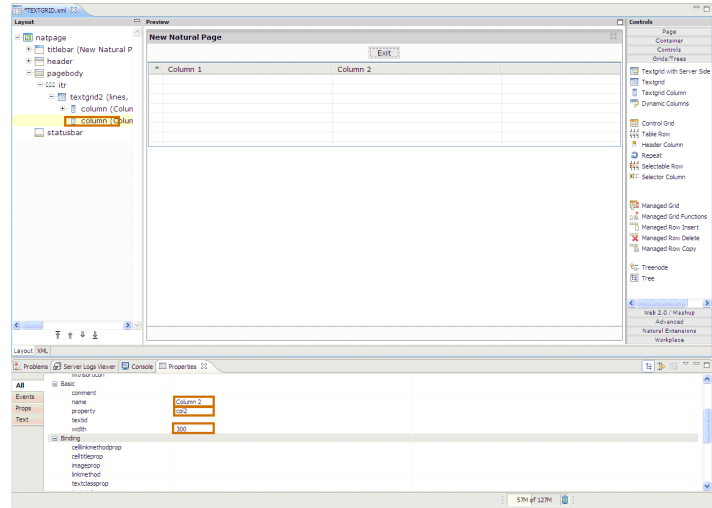 *TEXTGRID.xml
Layout
natpage
titlebar (New Natural P
header
pagebody
itr
textgrid2 (lines,
column (Colun
column (Colun
statusbar
Layout XML
Preview
New Natural Page
Exit
* Column 1 Column 2
Controls
Page
Container
Controls
Grids/Trees
Textgrid with Server Side
Textgrid
Textgrid Column
Dynamic Columns
Control Grid
Table Row
Header Column
Repeat
Selectable Row
Selector Column
Managed Grid
Managed Grid Functions
Managed Row Insert
Managed Row Delete
Managed Row Copy
Treenode
Tree
Web 2.0 / Mashup
Advanced
Natural Extensions
Workplace
Problems Server Logs Viewer Console Properties
All
Events
Props
Text
withsorticon
Basic
comment
name Column 2
property col2
textid
width 300
Binding
celllinkmethodprop
celltitleprop
imageprop
linkmethod
textclassprop
57M of 127M